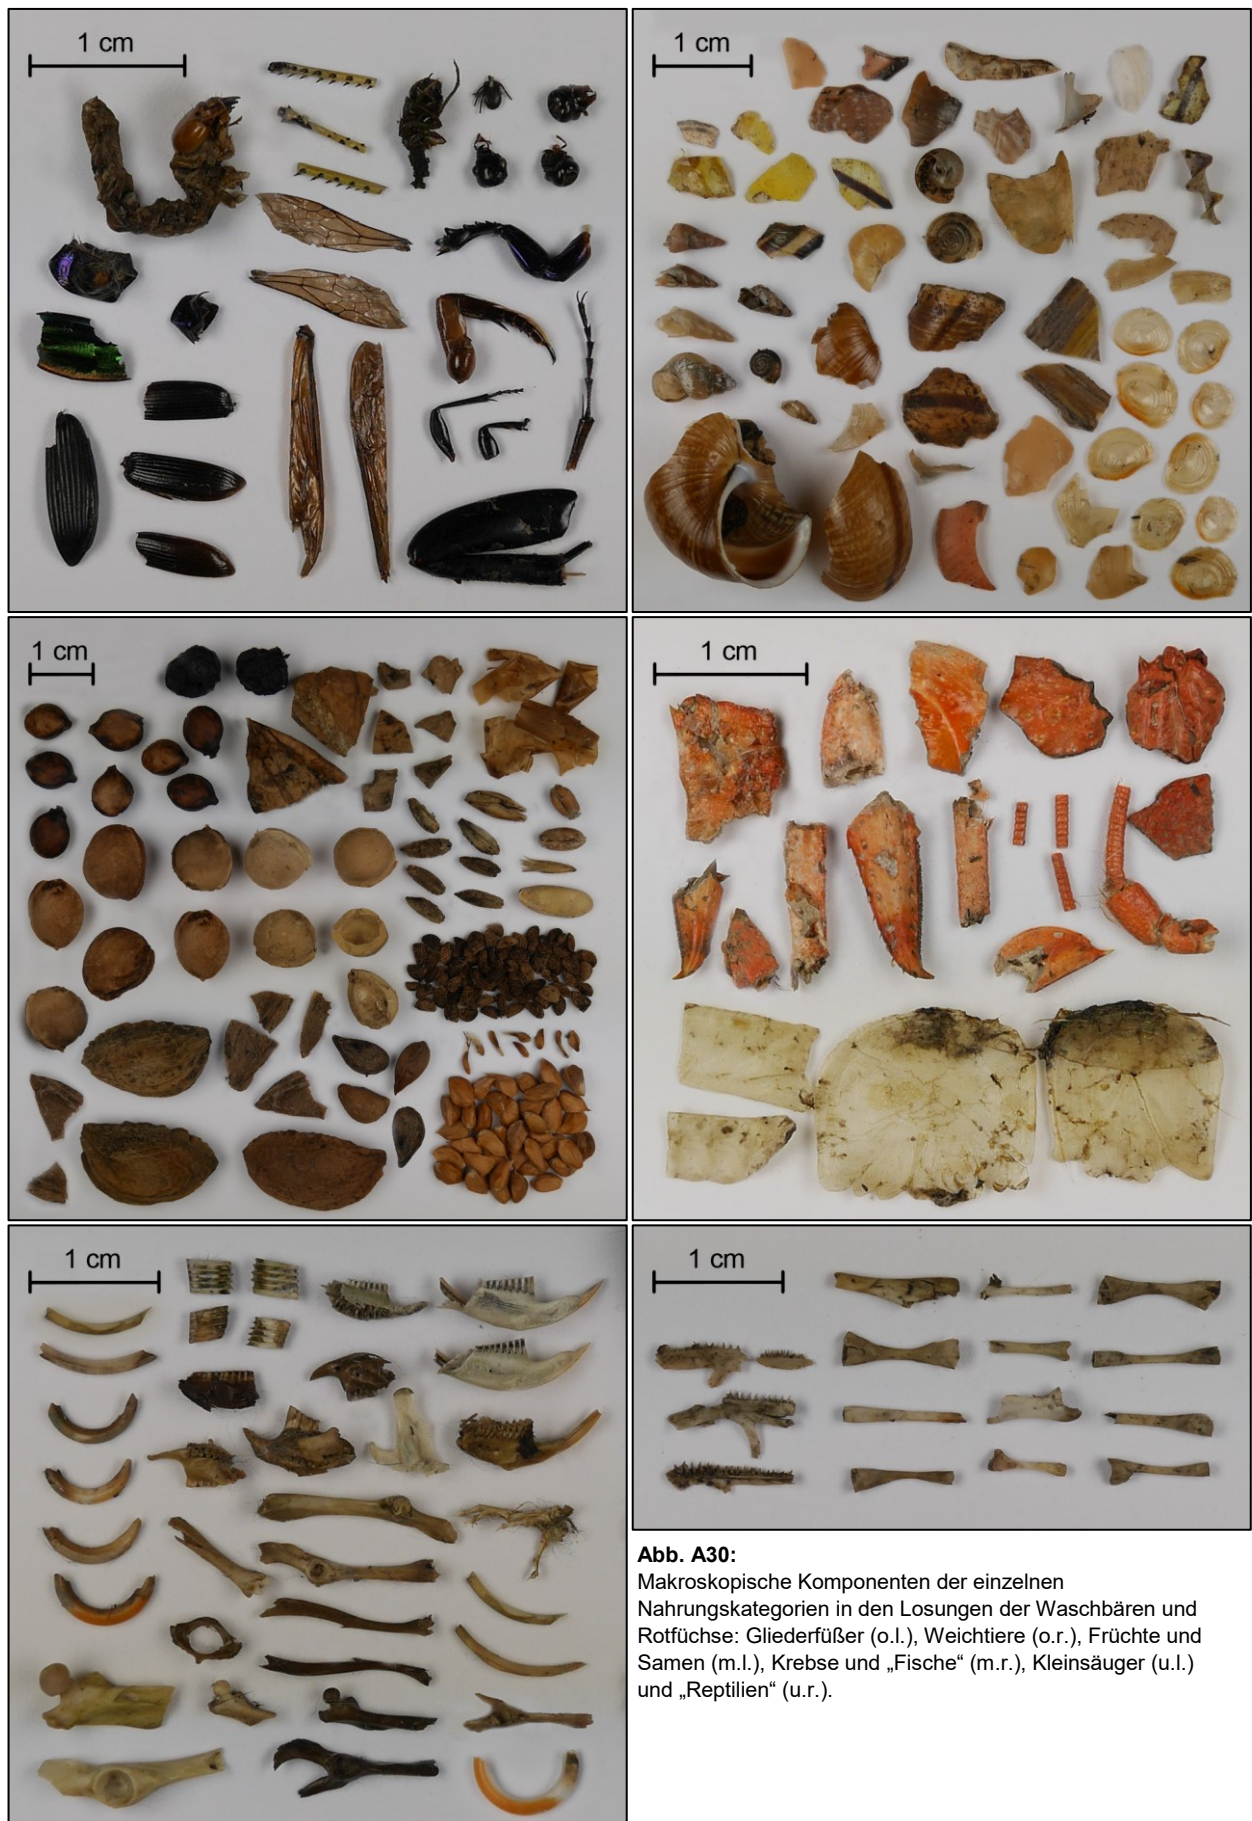 1 cm
1 cm
1 cm
1 cm
1 cm
1 cm
Abb. A30:
Makroskopische Komponenten der einzelnen
Nahrungskategorien in den Losungen der Waschbären und
Rotfüchse: Gliederfüßer (o.l.), Weichtiere (o.r.), Früchte und
Samen (m.l.), Krebse und „Fische“ (m.r.), Kleinsäuger (u.l.)
und „Reptilien“ (u.r.).